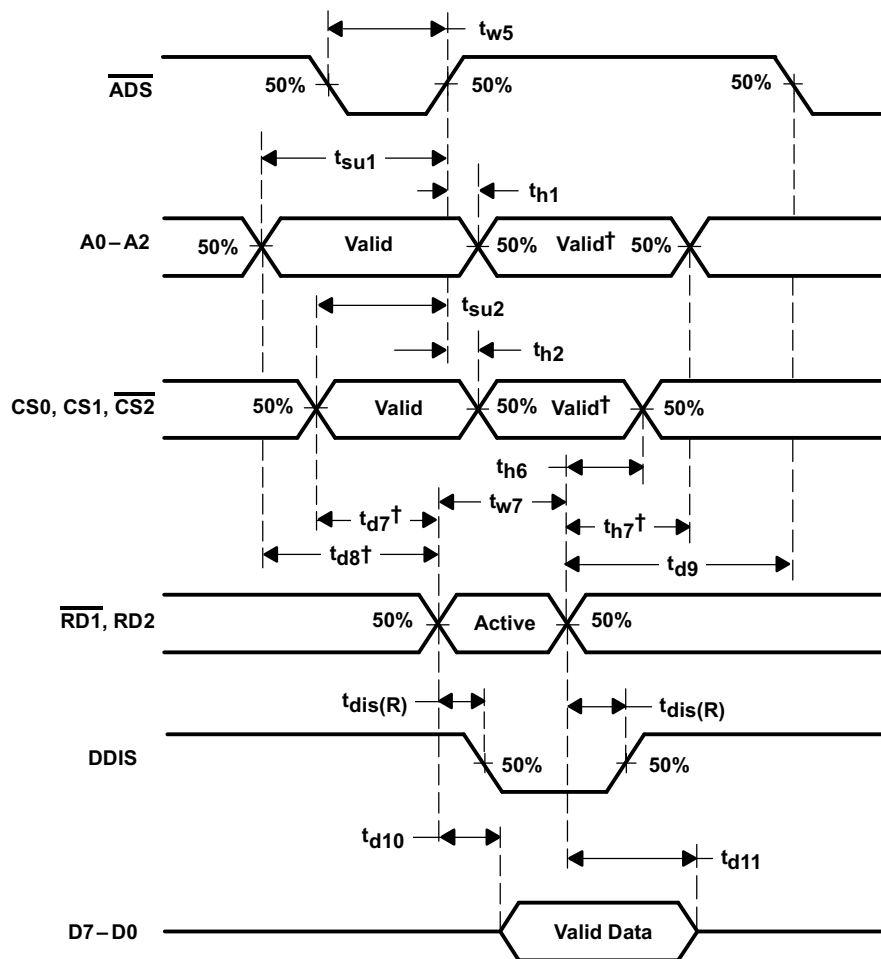 tw5
ADS 50% 50% 50%
tsu1
th1
A0–A2 50% Valid 50% Valid† 50%
tsu2
th2
CS0, CS1, CS2 50% Valid 50% Valid† 50%
th6
tw7
td7† th7†
td8† td9
RD1, RD2 50% Active 50%
tdis(R) tdis(R)
DDIS 50% 50%
td10 td11
D7–D0 Valid Data